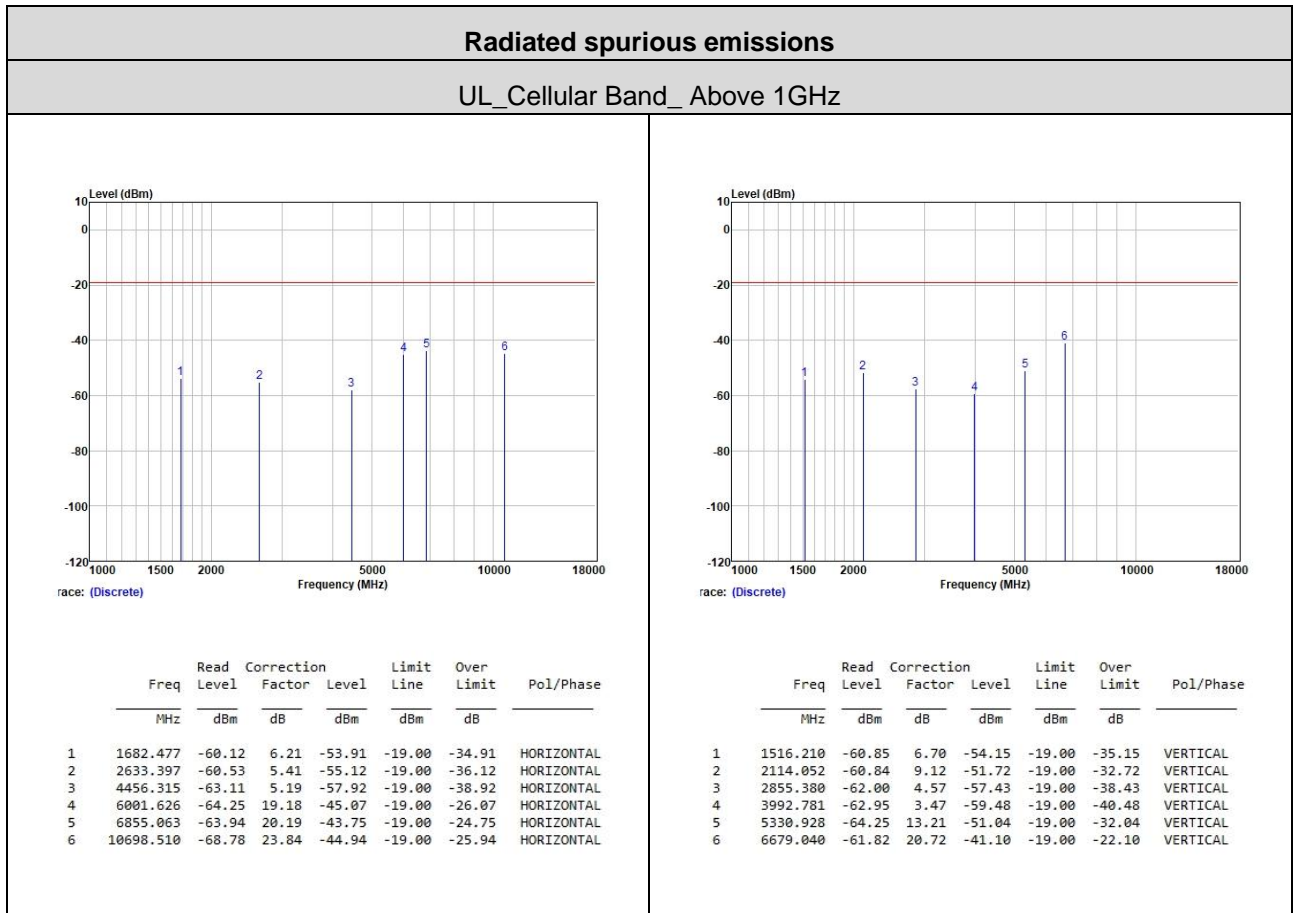 Radiated spurious emissions
UL_Cellular Band_ Above 1GHz
Level (dBm)
10
0
-20
-40
-60
-80
-100
-120
1 2 3 4 5 6
1000 1500 2000 5000 10000 18000
Frequency (MHz)
race: (Discrete)
Read Correction Limit Over
Freq Level Factor Level Line Limit Pol/Phase
MHz dBm dB dBm dBm dB
1 1682.477 -60.12 6.21 -53.91 -19.00 -34.91 HORIZONTAL
2 2633.397 -60.53 5.41 -55.12 -19.00 -36.12 HORIZONTAL
3 4456.315 -63.11 5.19 -57.92 -19.00 -38.92 HORIZONTAL
4 6001.626 -64.25 19.18 -45.07 -19.00 -26.07 HORIZONTAL
5 6855.063 -63.94 20.19 -43.75 -19.00 -24.75 HORIZONTAL
6 10698.510 -68.78 23.84 -44.94 -19.00 -25.94 HORIZONTAL
Level (dBm)
10
0
-20
-40
-60
-80
-100
-120
1 2 3 4 5 6
1000 1500 2000 5000 10000 18000
Frequency (MHz)
race: (Discrete)
Read Correction Limit Over
Freq Level Factor Level Line Limit Pol/Phase
MHz dBm dB dBm dBm dB
1 1516.210 -60.85 6.70 -54.15 -19.00 -35.15 VERTICAL
2 2114.052 -60.84 9.12 -51.72 -19.00 -32.72 VERTICAL
3 2855.380 -62.00 4.57 -57.43 -19.00 -38.43 VERTICAL
4 3992.781 -62.95 3.47 -59.48 -19.00 -40.48 VERTICAL
5 5330.928 -64.25 13.21 -51.04 -19.00 -32.04 VERTICAL
6 6679.040 -61.82 20.72 -41.10 -19.00 -22.10 VERTICAL